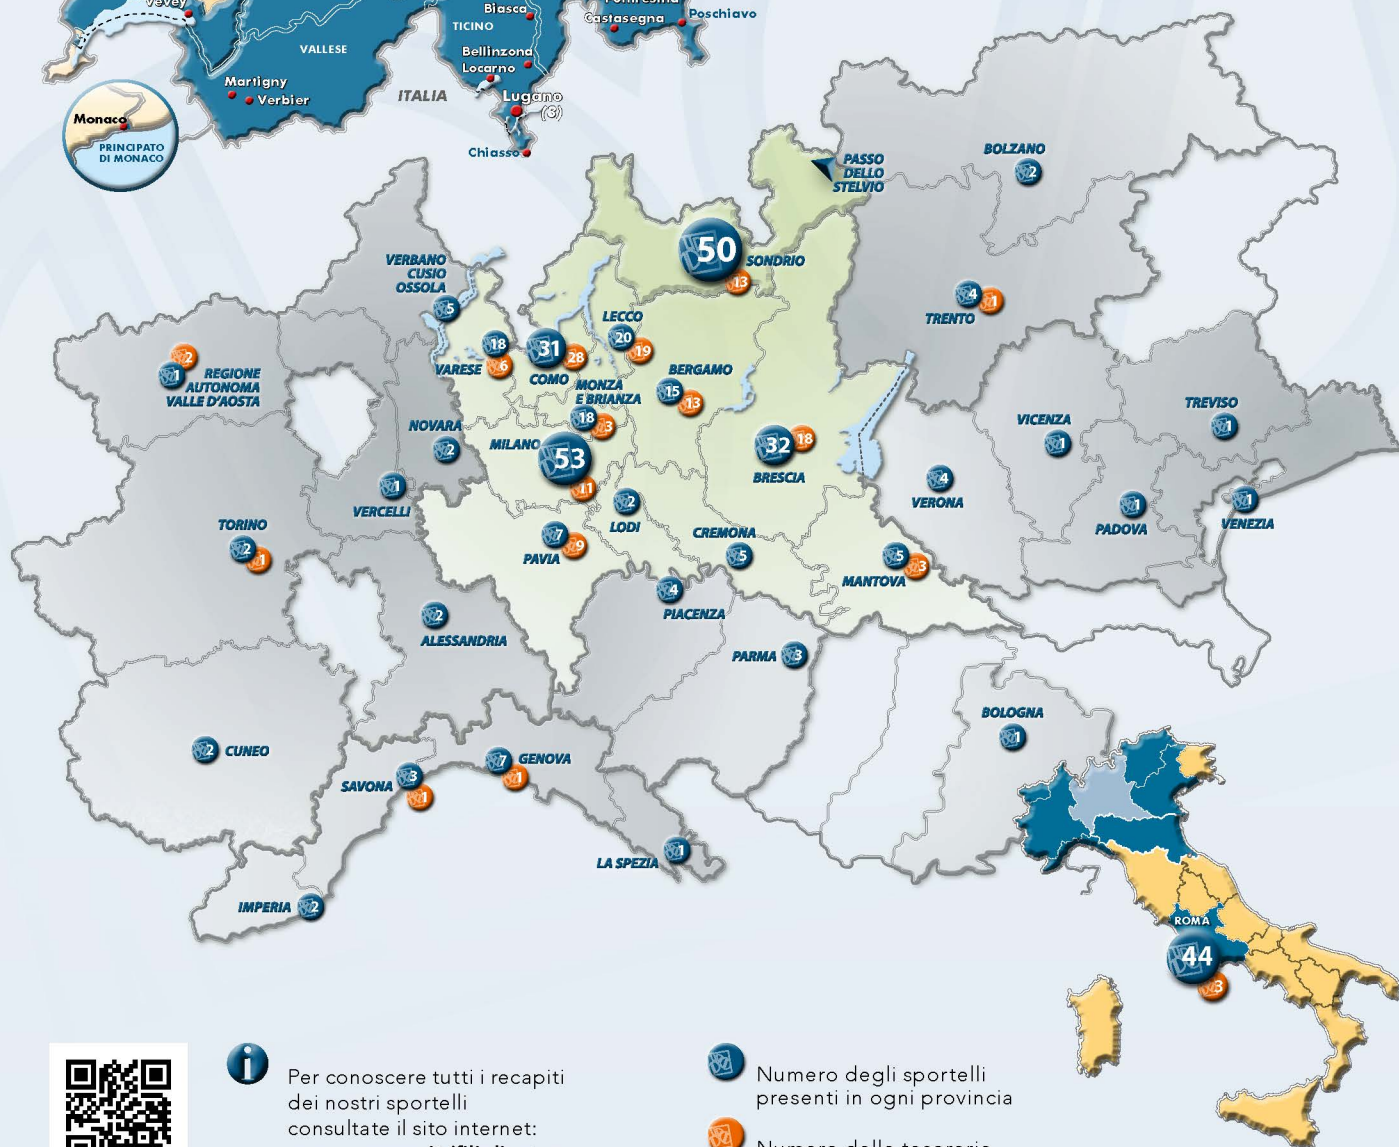 Vevey
Biasca
TICINO
Castasegna
Poschiavo
VALLESE
Bellinzona
Locarno
Martigny
Verbier
ITALIA
Lugano
(3)
Chiasso
Monaco
PRINCIPATO
DI MONACO
PASSO
DELLO
STELVIO
BOLZANO
2
50
SONDRIO
13
VERBANO
CUSIO
OSSOLA
5
TRENTO
4
1
2
1
REGIONE
AUTONOMA
VALLE D'AOSTA
18
VARESE
6
31
COMO
28
LECCO
20
19
MONZA
E BRIANZA
18
3
BERGAMO
15
13
NOVARA
2
MILANO
53
11
32
18
BRESCIA
VICENZA
1
TREVISO
1
4
VERONA
1
PADOVA
1
VENEZIA
1
VERCELLI
2
LODI
TORINO
2
1
7
9
PAVIA
CREMONA
5
5
3
MANTOVA
4
PIACENZA
2
ALESSANDRIA
PARMA
3
BOLOGNA
1
2
CUNEO
7
GENOVA
1
SAVONA
3
1
LA SPEZIA
1
IMPERIA
2
ROMA
44
3
i
Per conoscere tutti i recapiti
dei nostri sportelli
consultate il sito internet:
Numero degli sportelli
presenti in ogni provincia